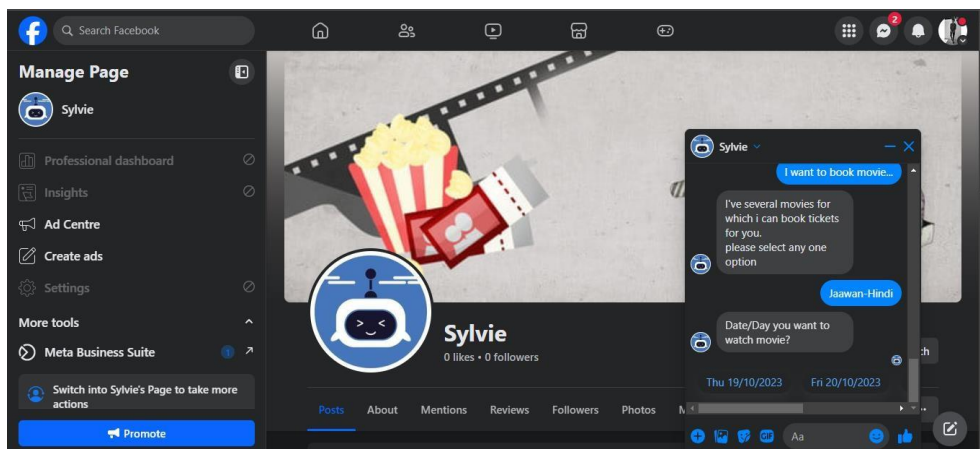 Search Facebook
2
Manage Page
Sylvie
Professional dashboard
Insights
Ad Centre
Create ads
Settings
More tools
Meta Business Suite
1
Switch into Sylvie's Page to take more
actions
Promote
Sylvie
0 likes • 0 followers
Posts About Mentions Reviews Followers Photos M
Sylvie
I want to book movie...
I've several movies for
which i can book tickets
for you.
please select any one
option
Jaawan-Hindi
Date/Day you want to
watch movie?
Thu 19/10/2023 Fri 20/10/2023
GIF
Aa
ch